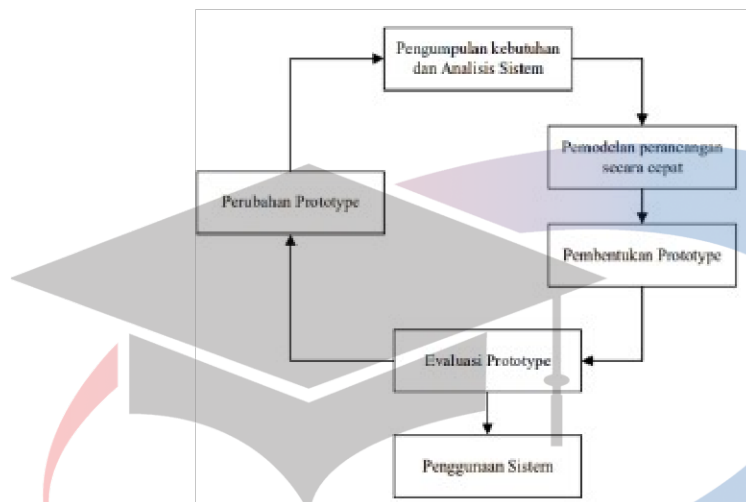 Pengumpulan kebutuhan
dan Analisis Sistem
Pemodelan perancangan
secara cepat
Perubahan Prototype
Pembentukan Prototype
Evaluasi Prototype
Penggunaan Sistem